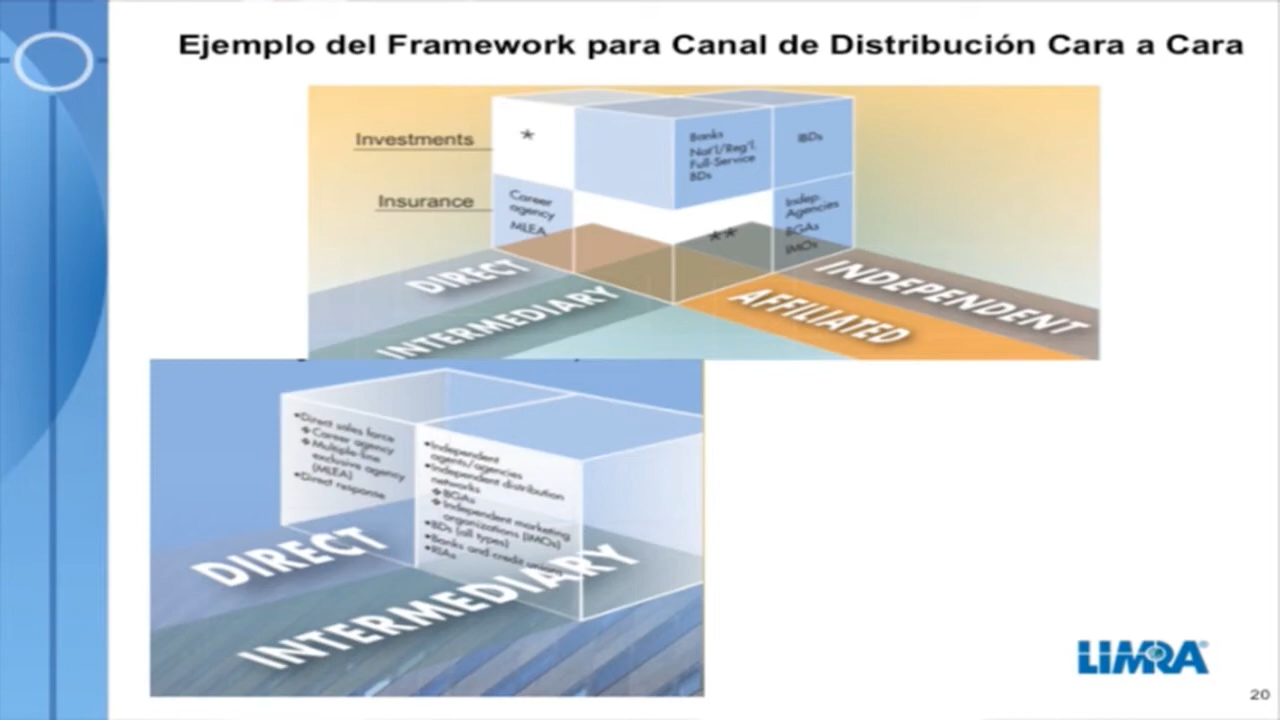 Ejemplo del Framework para Canal de Distribución Cara a Cara
Investments
*
Banks
Nat'l/Reg'l.
Full-Service
BDs
IBDs
Insurance
Career
agency
MLEA
**
Indep.
Agencies
BGAs
IMOs
DIRECT
INTERMEDIARY
AFFILIATED
INDEPENDENT
•Direct sales force
❖Career agency
❖Multiple-line
exclusive agency
(MLEA)
•Direct response
•Independent
agents/agencies
•Independent distribution
networks
❖BGAs
❖Independent marketing
organizations (IMOs)
•BDs (all types)
•Banks and credit unions
•RIAs
DIRECT
INTERMEDIARY
LIMRA®
20